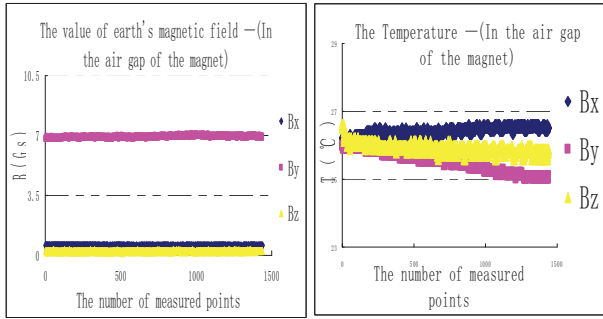 The value of earth's magnetic field —(In
the air gap of the magnet)
B(Gs)
10.5
7
3.5
0
0 500 1000 1500
The number of measured points
Bx
By
Bz
The Temperature —(In the air gap
of the magnet)
T (℃)
29
27
25
23
0 500 1000 1500
The number of measured
points
Bx
By
Bz